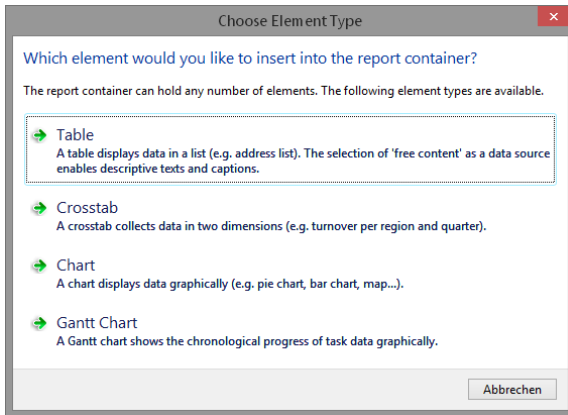 Choose Element Type
Which element would you like to insert into the report container?
The report container can hold any number of elements. The following element types are available.
Table
A table displays data in a list (e.g. address list). The selection of 'free content' as a data source
enables descriptive texts and captions.
Crosstab
A crosstab collects data in two dimensions (e.g. turnover per region and quarter).
Chart
A chart displays data graphically (e.g. pie chart, bar chart, map...).
Gantt Chart
A Gantt chart shows the chronological progress of task data graphically.
Abbrechen